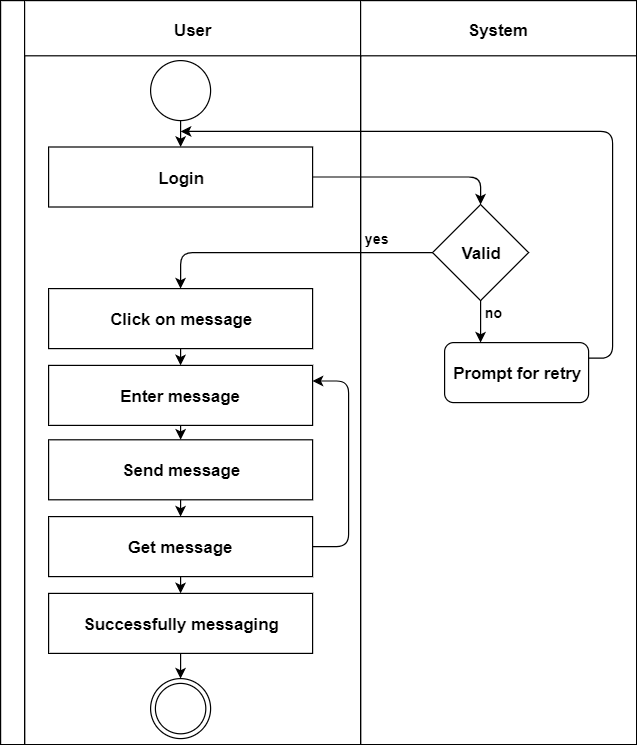 User
System
Login
Valid
yes
no
Click on message
Prompt for retry
Enter message
Send message
Get message
Successfully messaging